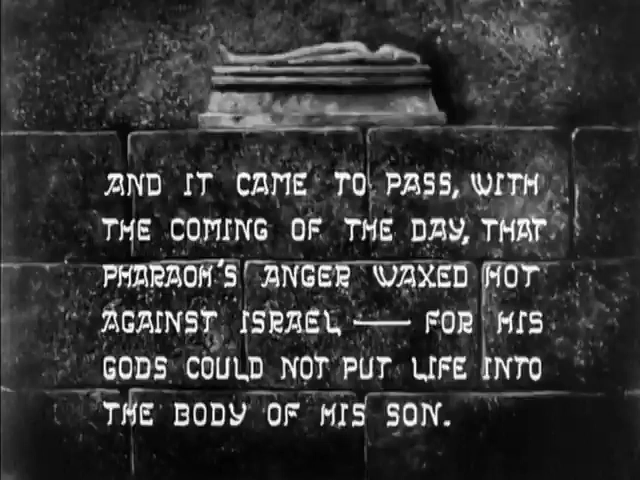 AND IT CAME TO PASS, WITH
THE COMING OF THE DAY, THAT
PHARAOH'S ANGER WAXED HOT
AGAINST ISRAEL — FOR HIS
GODS COULD NOT PUT LIFE INTO
THE BODY OF HIS SON.